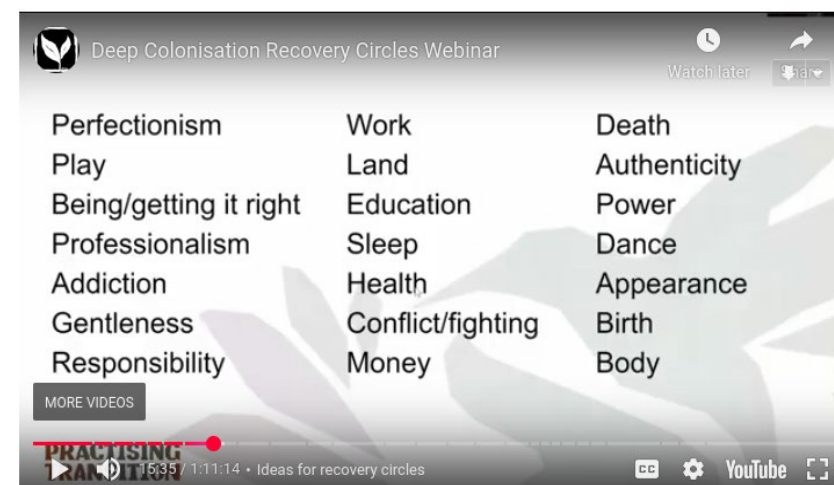 Deep Colonisation Recovery Circles Webinar
Watch later
Share
Perfectionism
Play
Being/getting it right
Professionalism
Addiction
Gentleness
Responsibility
Work
Land
Education
Sleep
Health
Conflict/fighting
Money
Death
Authenticity
Power
Dance
Appearance
Birth
Body
MORE VIDEOS
PRACTISING
TRANSITION
15:35 / 1:11:14 • Ideas for recovery circles
CC
YouTube